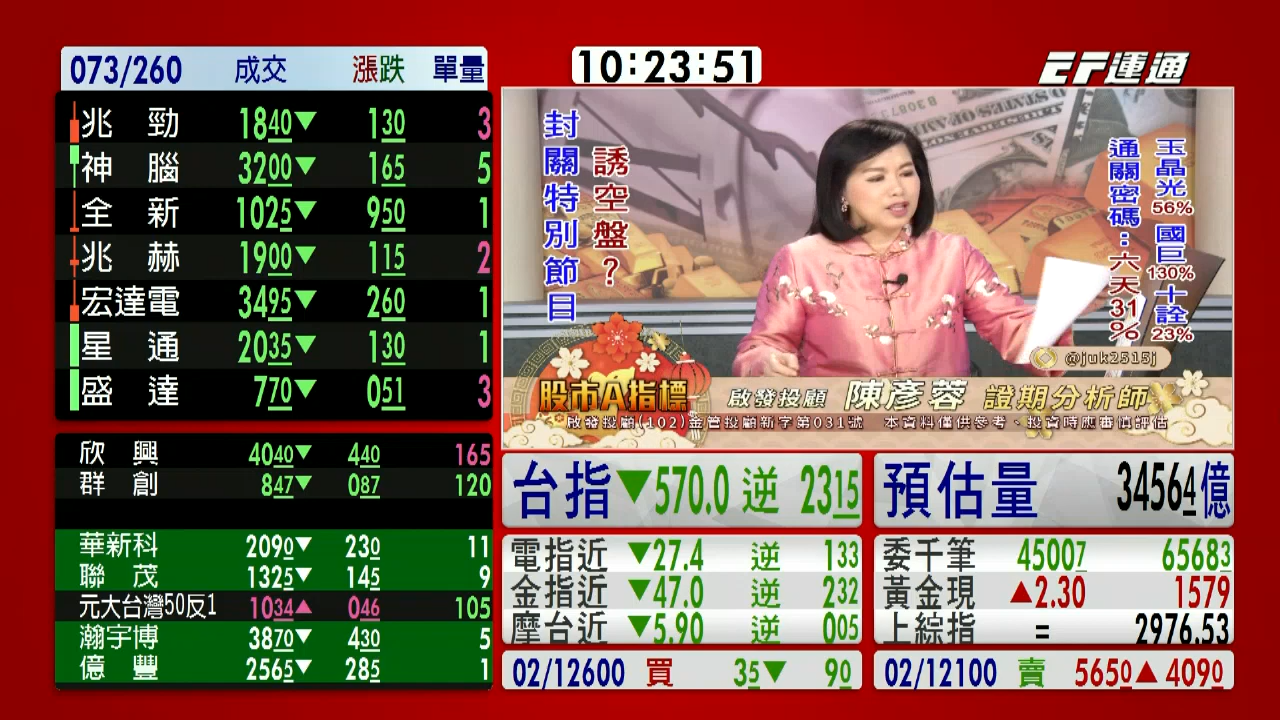 073/260 成交 漲跌 單量
兆勁 1840▼ 130 3
神腦 3200▼ 165 5
全新 1025▼ 950 1
兆赫 1900▼ 115 2
宏達電 3495▼ 260 1
星通 2035▼ 130 1
盛達 770▼ 051 3
欣興 4040▼ 440 165
群創 847▼ 087 120
華新科 2090▼ 230 11
聯茂 1325▼ 145 9
元大台灣50反1 1034▲ 046 105
瀚宇博 3870▼ 430 5
億豐 2565▼ 285 1
10:23:51
EF運通
封關特別節目
誘空盤?
玉晶光56% 國巨130% 十詮23%
通關密碼:六天31%
@juk2515j
股市A指標
啟發投顧 陳彥蓉 證期分析師
啟發投顧(102)金管投顧新字第031號 本資料僅供參考、投資時應審慎評估
台指▼570.0 逆 2315
預估量 34564億
電指近 ▼27.4 逆 133
金指近 ▼47.0 逆 232
摩台近 ▼5.90 逆 005
委千筆 45007 65683
黃金現 ▲2.30 1579
上綜指 = 2976.53
02/12600 買 35▼ 90
02/12100 賣 5650▲ 4090